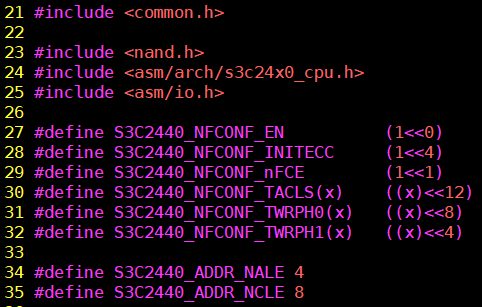 21 #include <common.h>
22
23 #include <nand.h>
24 #include <asm/arch/s3c24x0_cpu.h>
25 #include <asm/io.h>
26
27 #define S3C2440_NFCONF_EN          (1<<0)
28 #define S3C2440_NFCONF_INITECC     (1<<4)
29 #define S3C2440_NFCONF_nFCE        (1<<1)
30 #define S3C2440_NFCONF_TACLS(x)    ((x)<<12)
31 #define S3C2440_NFCONF_TWRPH0(x)   ((x)<<8)
32 #define S3C2440_NFCONF_TWRPH1(x)   ((x)<<4)
33
34 #define S3C2440_ADDR_NALE 4
35 #define S3C2440_ADDR_NCLE 8